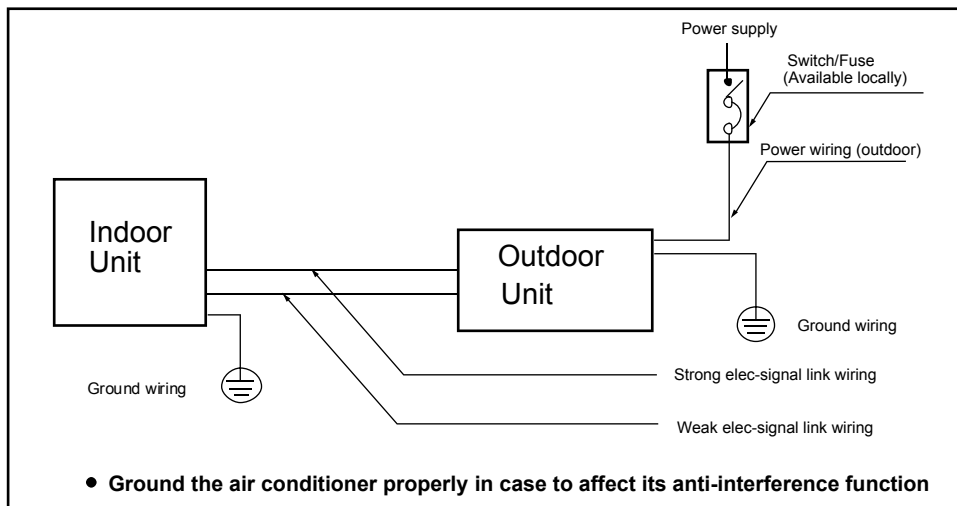 Power supply
Switch/Fuse
(Available locally)
Power wiring (outdoor)
Indoor
Unit
Outdoor
Unit
Ground wiring
Ground wiring
Strong elec-signal link wiring
Weak elec-signal link wiring
● Ground the air conditioner properly in case to affect its anti-interference function